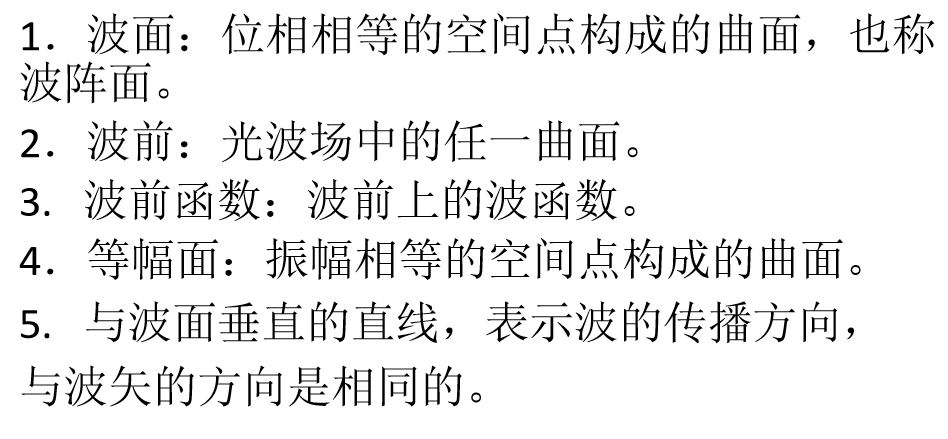 1. 波面：位相相等的空间点构成的曲面，也称
波阵面。
2. 波前：光波场中的任一曲面。
3. 波前函数：波前上的波函数。
4. 等幅面：振幅相等的空间点构成的曲面。
5. 与波面垂直的直线，表示波的传播方向，
与波矢的方向是相同的。